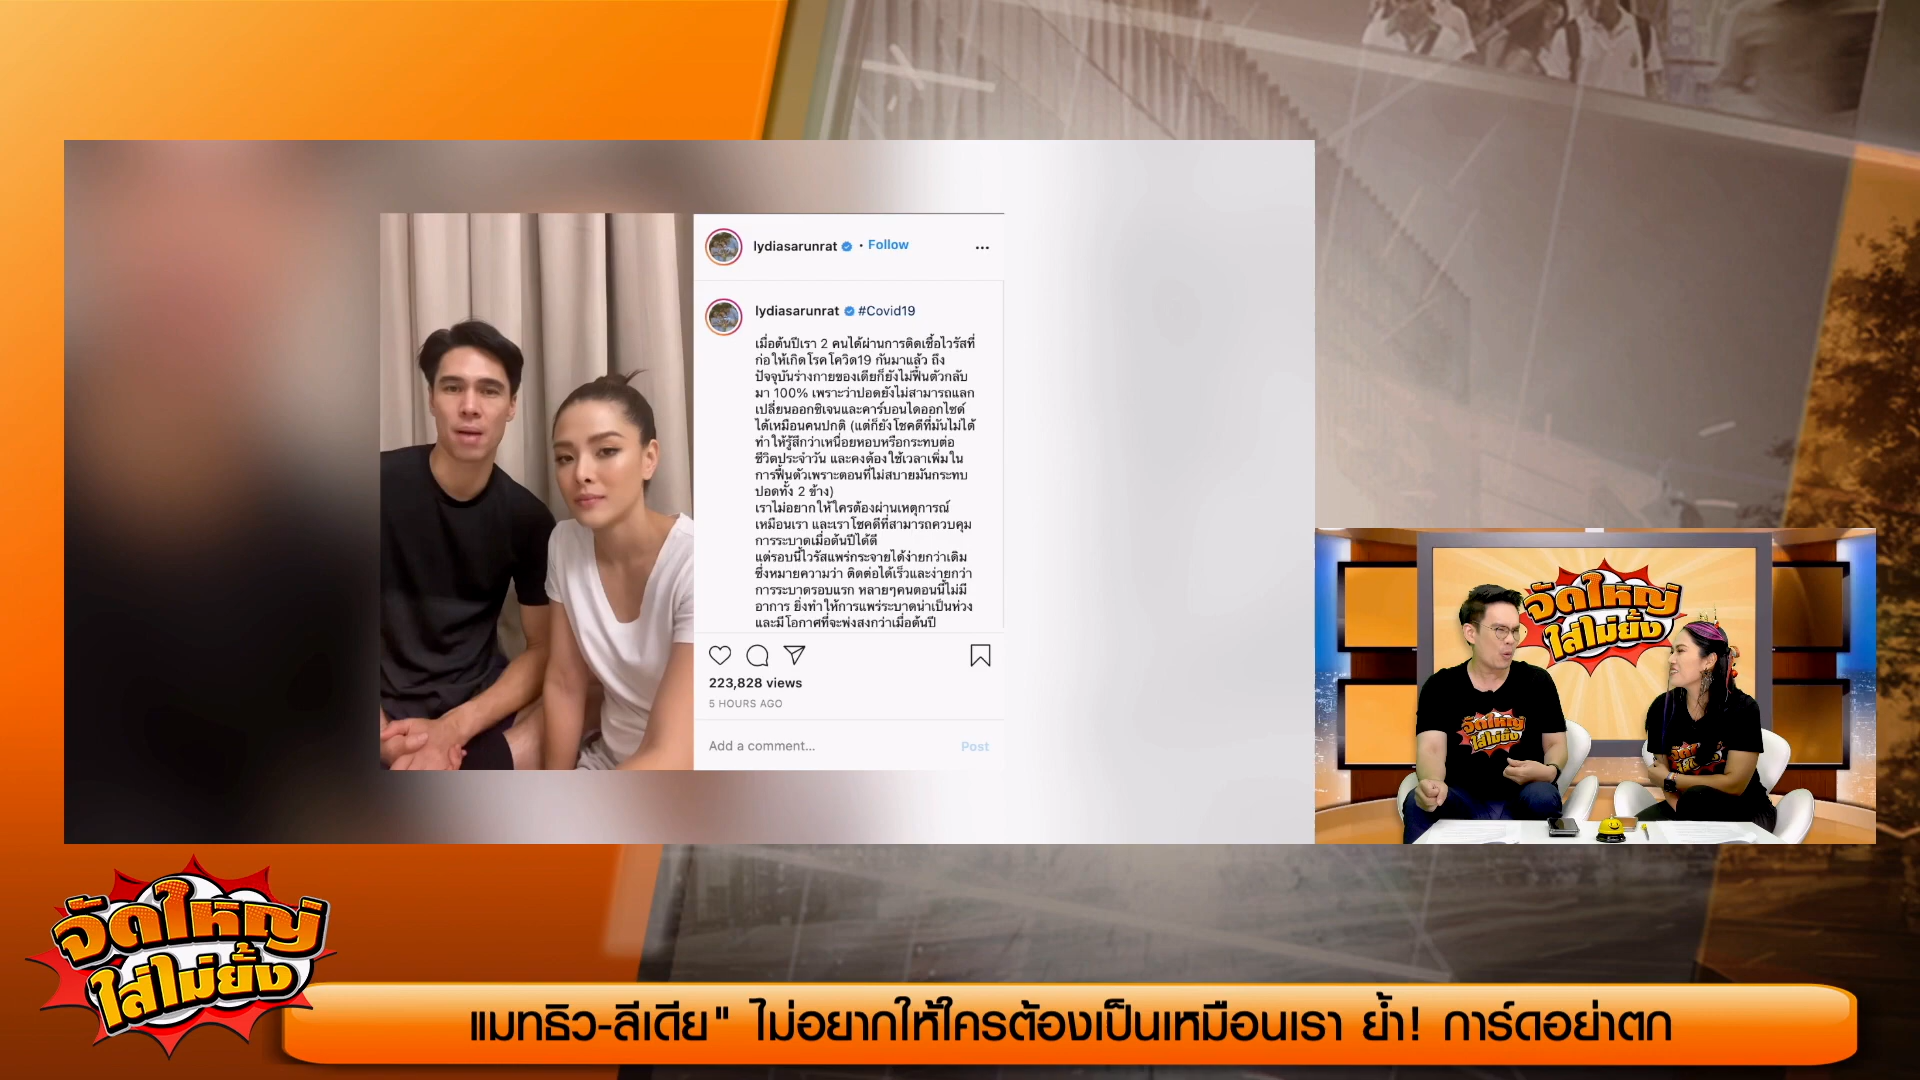 lydiasarunrat • Follow
lydiasarunrat #Covid19
เมื่อต้นปีเรา 2 คนได้ผ่านการติดเชื้อไวรัสที่
ก่อให้เกิดโรคโควิด19 กันมาแล้ว ถึง
ปัจจุบันร่างกายของเดียก็ยังไม่ฟื้นตัวกลับ
มา 100% เพราะว่าปอดยังไม่สามารถแลก
เปลี่ยนออกซิเจนและคาร์บอนไดออกไซด์
ได้เหมือนคนปกติ (แต่ก็ยังโชคดีที่มันไม่ได้
ทำให้รู้สึกว่าเหนื่อยหอบหรือกระทบต่อ
ชีวิตประจำวัน และคงต้องใช้เวลาเพิ่มใน
การฟื้นตัวเพราะตอนที่ไม่สบายมันกระทบ
ปอดทั้ง 2 ข้าง)
เราไม่อยากให้ใครต้องผ่านเหตุการณ์
เหมือนเรา และเราโชคดีที่สามารถควบคุม
การระบาดเมื่อต้นปีได้ดี
แต่รอบนี้ไวรัสแพร่กระจายได้ง่ายกว่าเดิม
ซึ่งหมายความว่า ติดต่อได้เร็วและง่ายกว่า
การระบาดรอบแรก หลายๆคนตอนนี้ไม่มี
อาการ ยิ่งทำให้การแพร่ระบาดน่าเป็นห่วง
และมีโอกาศที่จะพุ่งสูงกว่าเมื่อต้นปี
223,828 views
5 HOURS AGO
Add a comment... Post
จัดใหญ่
ใส่ไม่ยั้ง
จัดใหญ่
ใส่ไม่ยั้ง
จัดใหญ่
ใส่ไม่ยั้ง
แมทธิว-ลีเดีย" ไม่อยากให้ใครต้องเป็นเหมือนเรา ย้ำ! การ์ดอย่าตก